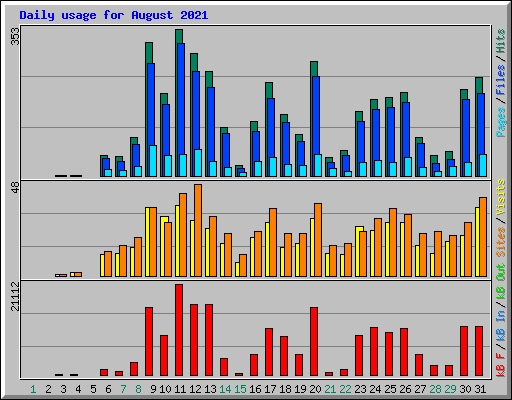 Daily usage for August 2021
353
Pages / Files / Hits
48
Sites / Visits
21112
kB F / kB In / kB Out
1 2 3 4 5 6 7 8 9 10 11 12 13 14 15 16 17 18 19 20 21 22 23 24 25 26 27 28 29 30 31